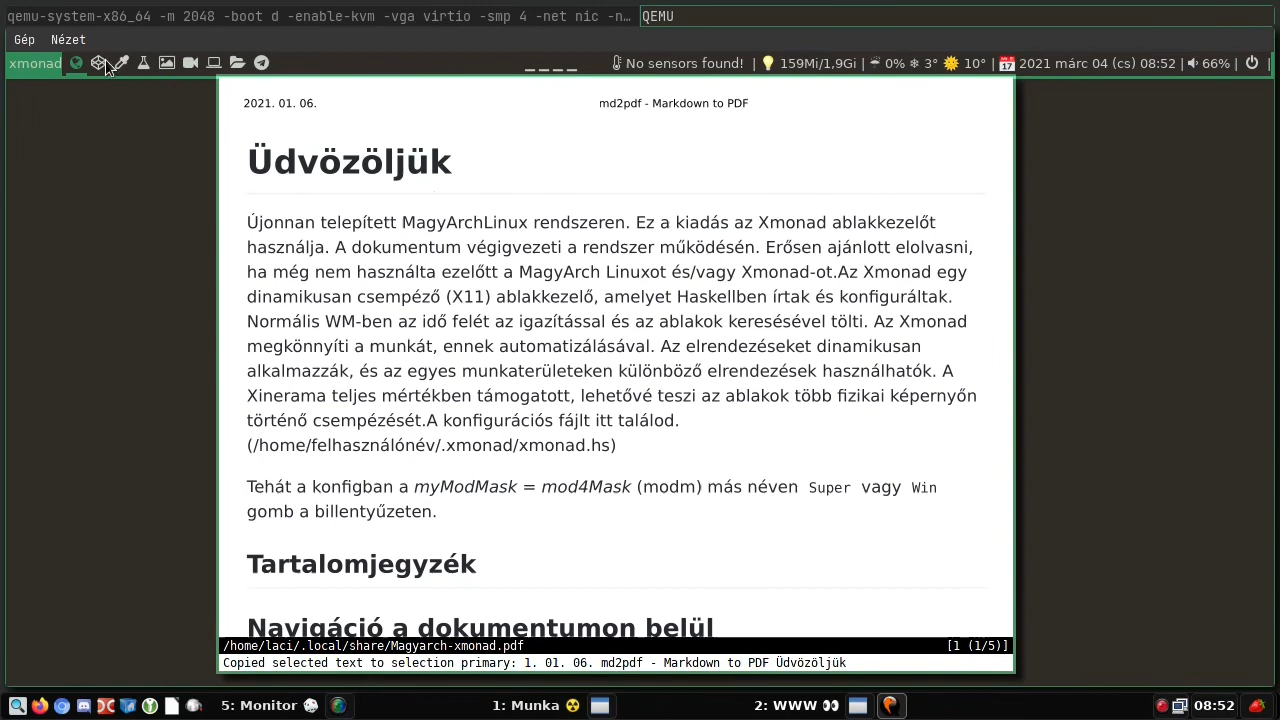 qemu-system-x86_64 -m 2048 -boot d -enable-kvm -vga virtio -smp 4 -net nic -n… QEMU
Gép Nézet
xmonad No sensors found! | 159Mi/1,9Gi | 0% 3° 10° | 2021 márc 04 (cs) 08:52 | 66% | |
2021. 01. 06. md2pdf - Markdown to PDF
Üdvözöljük
Újonnan telepített MagyArchLinux rendszeren. Ez a kiadás az Xmonad ablakkezelőt
használja. A dokumentum végigvezeti a rendszer működésén. Erősen ajánlott elolvasni,
ha még nem használta ezelőtt a MagyArch Linuxot és/vagy Xmonad-ot.Az Xmonad egy
dinamikusan csempéző (X11) ablakkezelő, amelyet Haskellben írtak és konfiguráltak.
Normális WM-ben az idő felét az igazítással és az ablakok keresésével tölti. Az Xmonad
megkönnyíti a munkát, ennek automatizálásával. Az elrendezéseket dinamikusan
alkalmazzák, és az egyes munkaterületeken különböző elrendezések használhatók. A
Xinerama teljes mértékben támogatott, lehetővé teszi az ablakok több fizikai képernyőn
történő csempézését.A konfigurációs fájlt itt találod.
(/home/felhasználónév/.xmonad/xmonad.hs)
Tehát a konfigban a myModMask = mod4Mask (modm) más néven Super vagy Win
gomb a billentyűzeten.
Tartalomjegyzék
Navigáció a dokumentumon belül
/home/laci/.local/share/Magyarch-xmonad.pdf [1 (1/5)]
Copied selected text to selection primary: 1. 01. 06. md2pdf - Markdown to PDF Üdvözöljük
5: Monitor 1: Munka 2: WWW 08:52